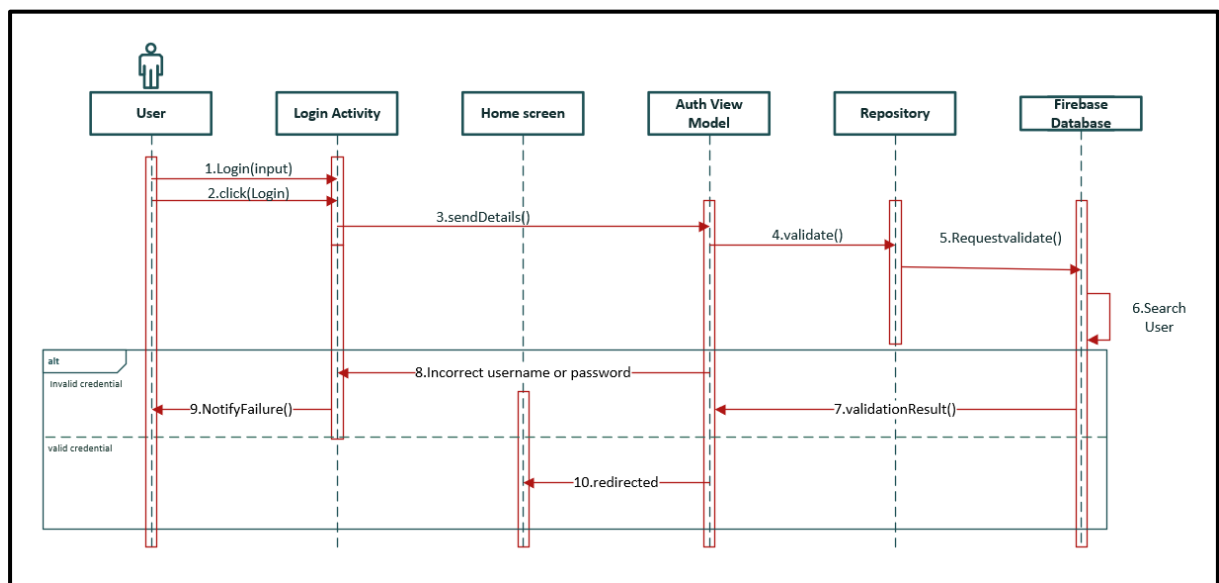 User
Login Activity
Home screen
Auth View
Model
Repository
Firebase
Database
1.Login(input)
2.click(Login)
3.sendDetails()
4.validate()
5.Requestvalidate()
6.Search
User
alt
Invalid credential
8.Incorrect username or password
9.NotifyFailure()
7.validationResult()
valid credential
10.redirected